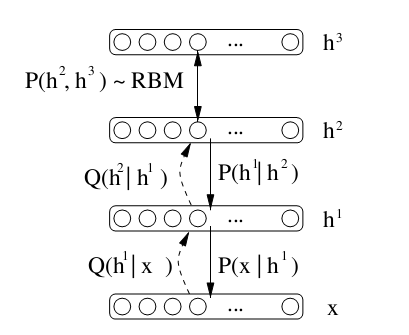 ... h³
P(h², h³) ~ RBM
... h²
Q(h²|h¹) P(h¹|h²)
... h¹
Q(h¹|x) P(x|h¹)
... x